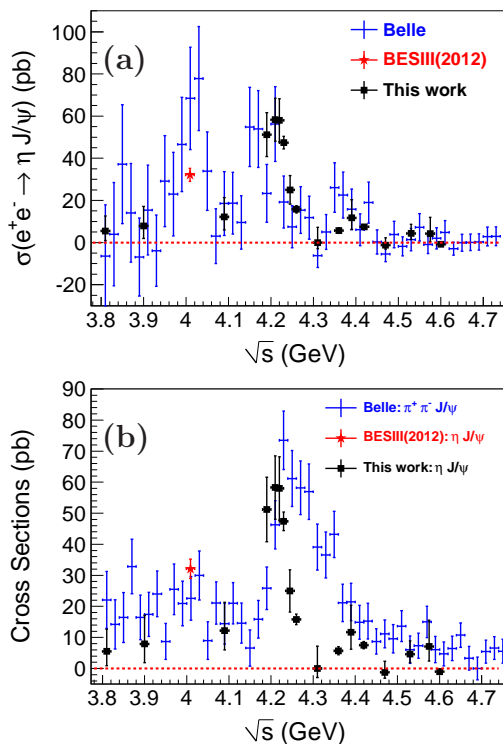 (a)
Belle
BESIII(2012)
This work
σ(e⁺e⁻ → η J/ψ) (pb)
100
80
60
40
20
0
-20
3.8 3.9 4 4.1 4.2 4.3 4.4 4.5 4.6 4.7
√s (GeV)
(b)
Belle: π⁺ π⁻ J/ψ
BESIII(2012): η J/ψ
This work: η J/ψ
Cross Sections (pb)
90
80
70
60
50
40
30
20
10
0
3.8 3.9 4 4.1 4.2 4.3 4.4 4.5 4.6 4.7
√s (GeV)